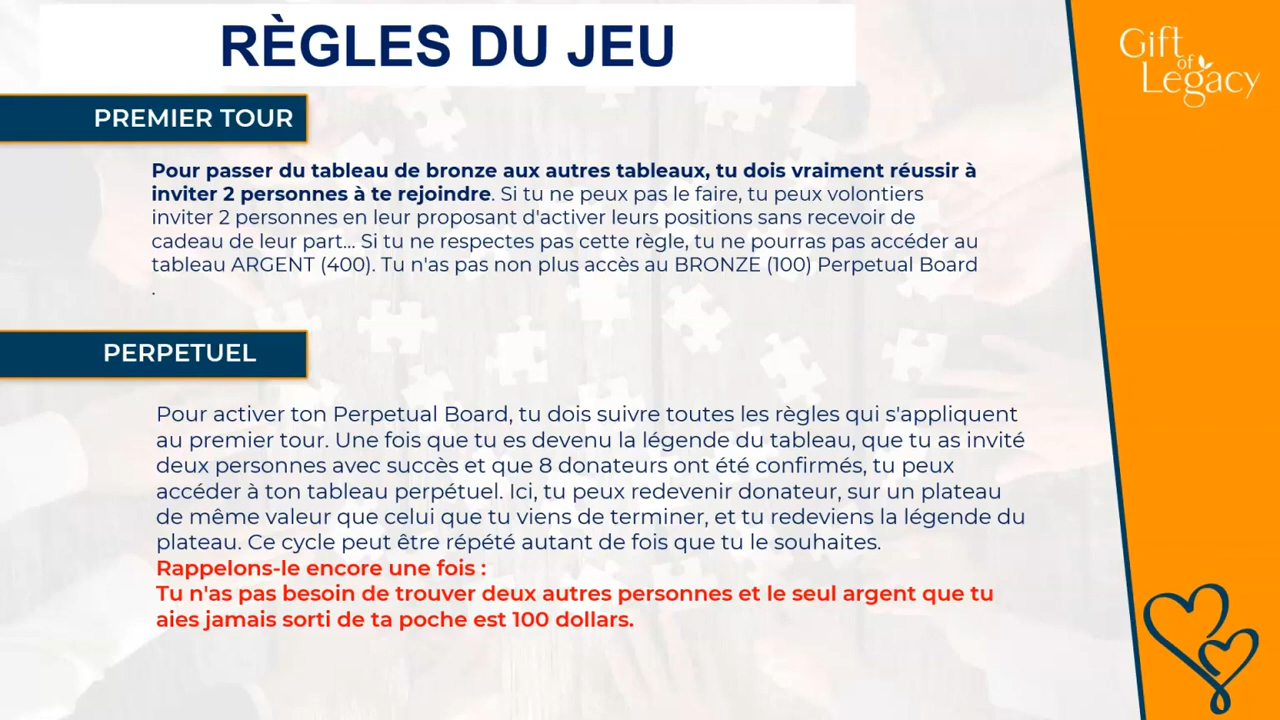 RÈGLES DU JEU
Gift
of
Legacy
PREMIER TOUR
Pour passer du tableau de bronze aux autres tableaux, tu dois vraiment réussir à
inviter 2 personnes à te rejoindre. Si tu ne peux pas le faire, tu peux volontiers
inviter 2 personnes en leur proposant d'activer leurs positions sans recevoir de
cadeau de leur part... Si tu ne respectes pas cette règle, tu ne pourras pas accéder au
tableau ARGENT (400). Tu n'as pas non plus accès au BRONZE (100) Perpetual Board
.
PERPETUEL
Pour activer ton Perpetual Board, tu dois suivre toutes les règles qui s'appliquent
au premier tour. Une fois que tu es devenu la légende du tableau, que tu as invité
deux personnes avec succès et que 8 donateurs ont été confirmés, tu peux
accéder à ton tableau perpétuel. Ici, tu peux redevenir donateur, sur un plateau
de même valeur que celui que tu viens de terminer, et tu redeviens la légende du
plateau. Ce cycle peut être répété autant de fois que tu le souhaites.
Rappelons-le encore une fois :
Tu n'as pas besoin de trouver deux autres personnes et le seul argent que tu
aies jamais sorti de ta poche est 100 dollars.